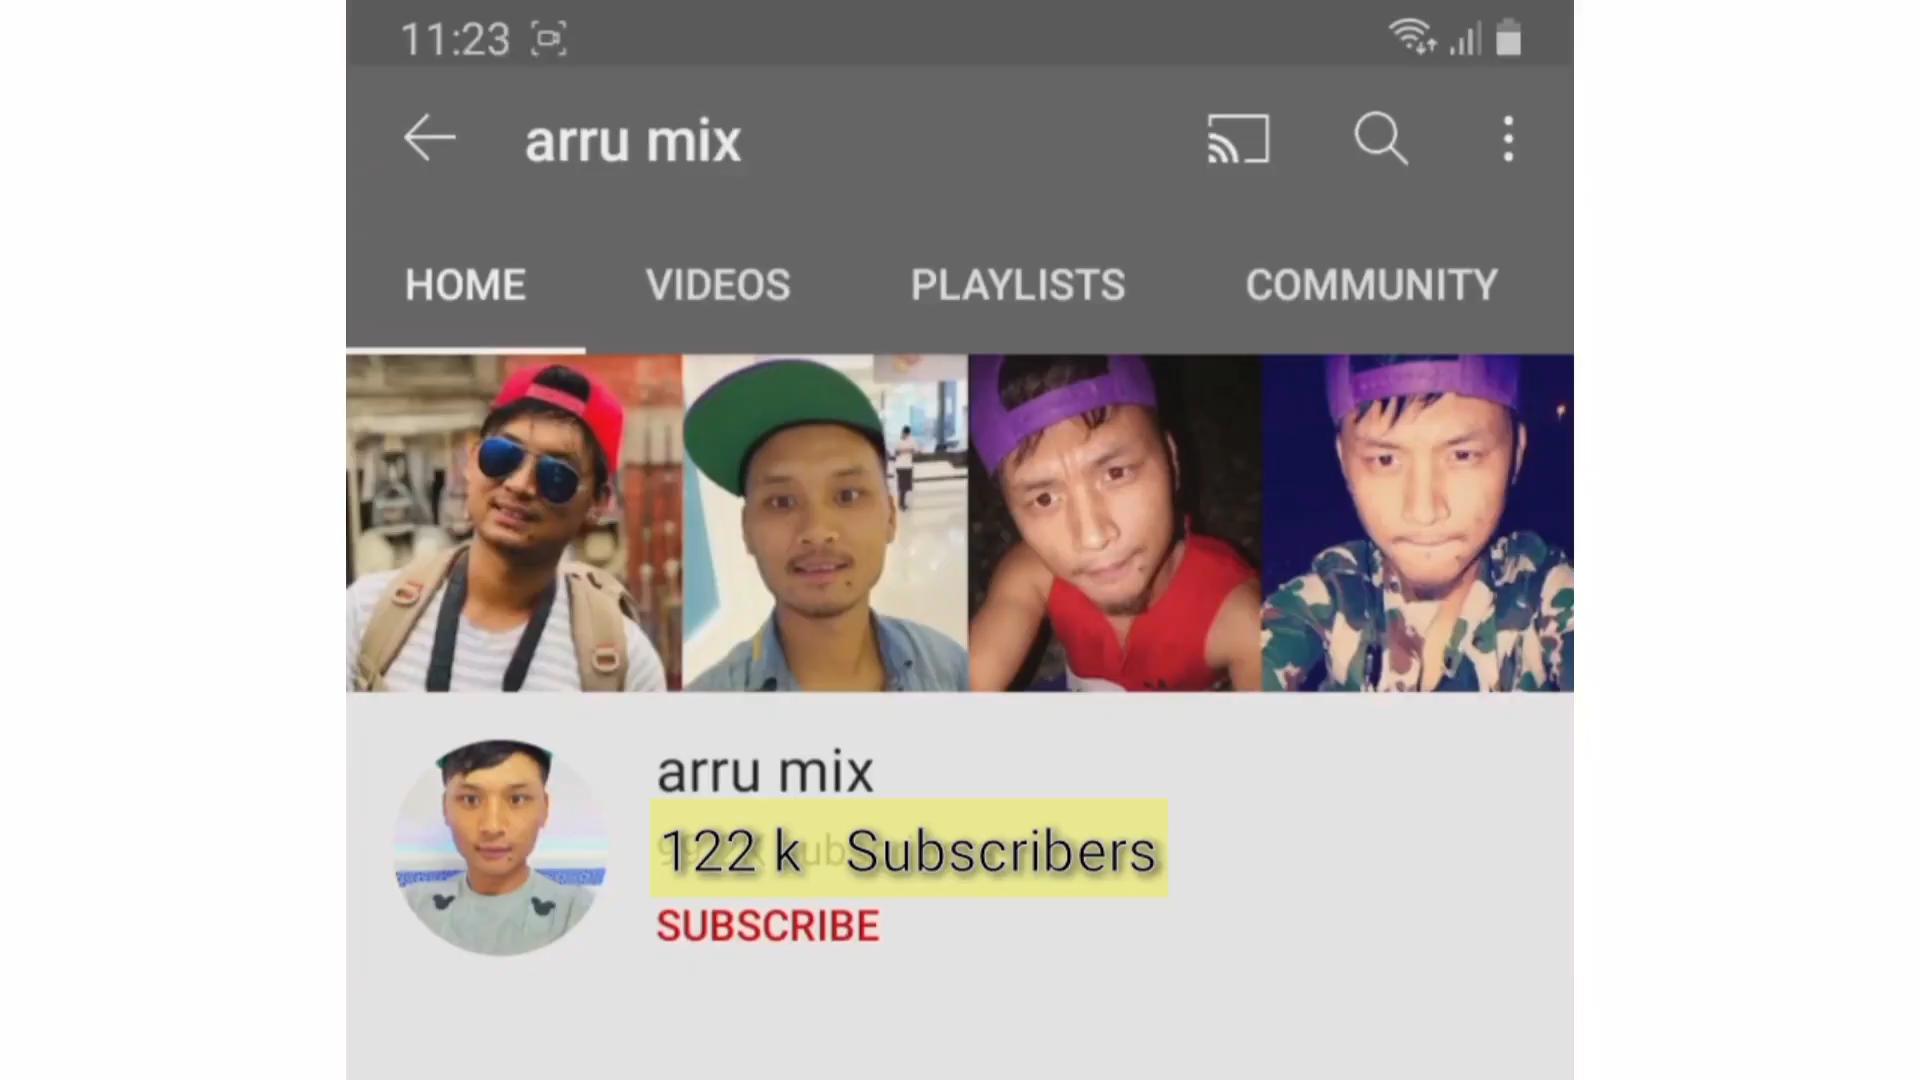 11:23
arru mix
HOME VIDEOS PLAYLISTS COMMUNITY
arru mix
122 k Subscribers
SUBSCRIBE